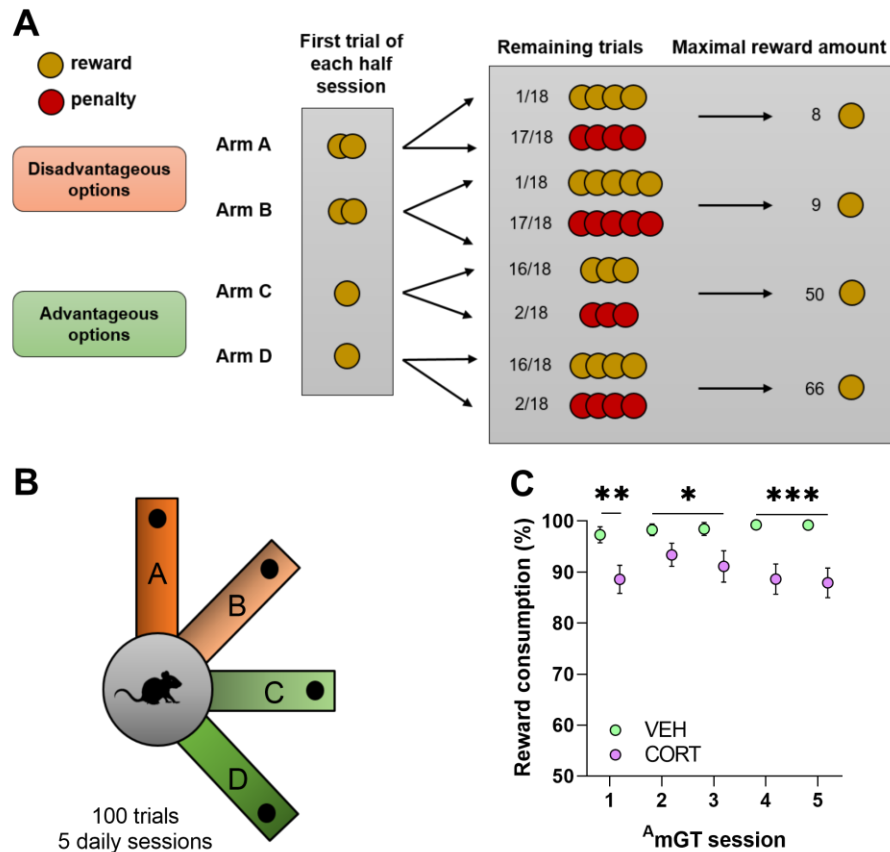 A
reward
penalty
First trial of
each half
session
Remaining trials
Maximal reward amount
Disadvantageous
options
Advantageous
options
Arm A
Arm B
Arm C
Arm D
1/18
17/18
1/18
17/18
16/18
2/18
16/18
2/18
8
9
50
66
B
A
B
C
D
100 trials
5 daily sessions
C
** * ***
Reward consumption (%)
100
90
80
70
60
50
VEH
CORT
1 2 3 4 5
ᴬmGT session